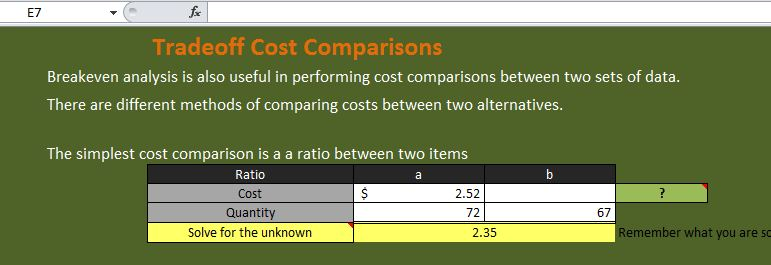 E7 fx
Tradeoff Cost Comparisons
Breakeven analysis is also useful in performing cost comparisons between two sets of data.
There are different methods of comparing costs between two alternatives.
The simplest cost comparison is a a ratio between two items
Ratio a b
Cost $ 2.52 ?
Quantity 72 67
Solve for the unknown 2.35 Remember what you are